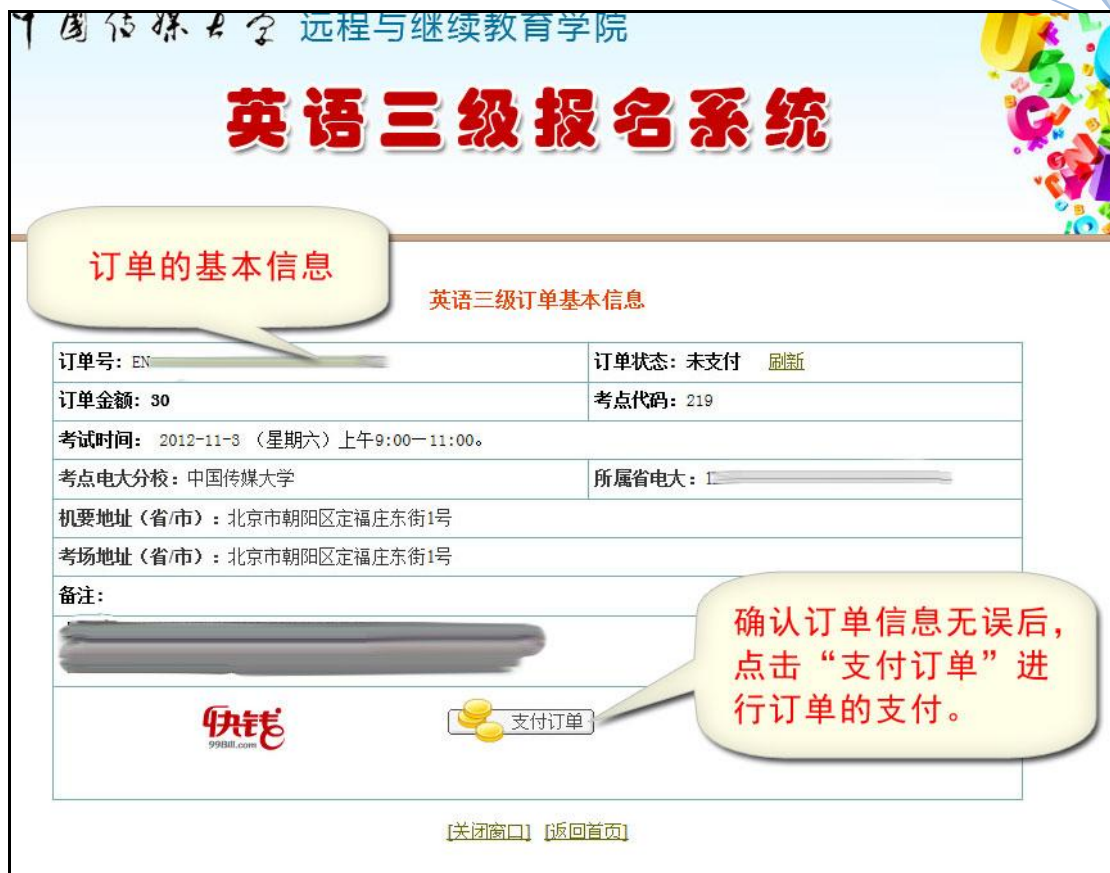 中国传媒大学 远程与继续教育学院
英语三级报名系统
订单的基本信息
英语三级订单基本信息
订单号：EN
订单状态：未支付 刷新
订单金额：30
考点代码：219
考试时间： 2012-11-3 （星期六）上午9:00—11:00。
考点电大分校：中国传媒大学
所属省电大：
机要地址（省/市）：北京市朝阳区定福庄东街1号
考场地址（省/市）：北京市朝阳区定福庄东街1号
备注：
确认订单信息无误后，
点击“支付订单”进
行订单的支付。
快钱
99Bill.com
支付订单
[关闭窗口] [返回首页]